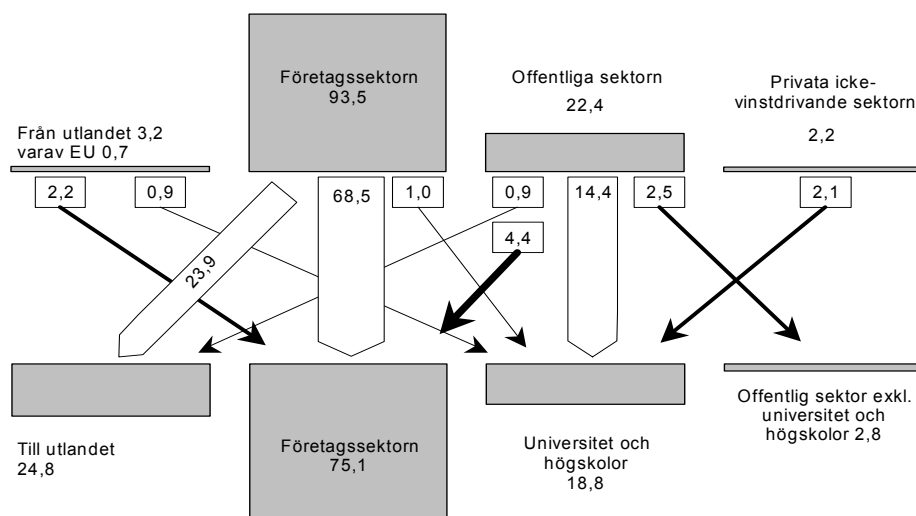 Företagssektorn
93,5
Offentliga sektorn
22,4
Privata icke-
vinstdrivande sektorn
2,2
Från utlandet 3,2
varav EU 0,7
2,2
0,9
68,5
1,0
0,9
14,4
2,5
2,1
4,4
23,9
Till utlandet
24,8
Företagssektorn
75,1
Universitet och
högskolor
18,8
Offentlig sektor exkl.
universitet och
högskolor 2,8